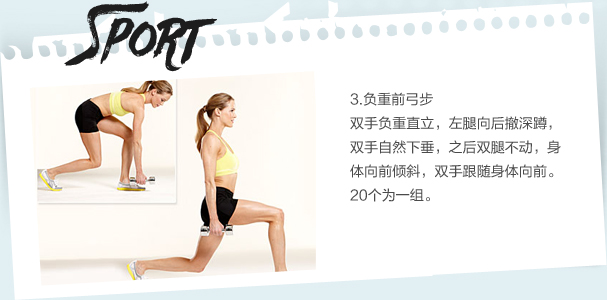 SPORT
3.负重前弓步
双手负重直立，左腿向后撤深蹲，
双手自然下垂，之后双腿不动，身
体向前倾斜，双手跟随身体向前。
20个为一组。